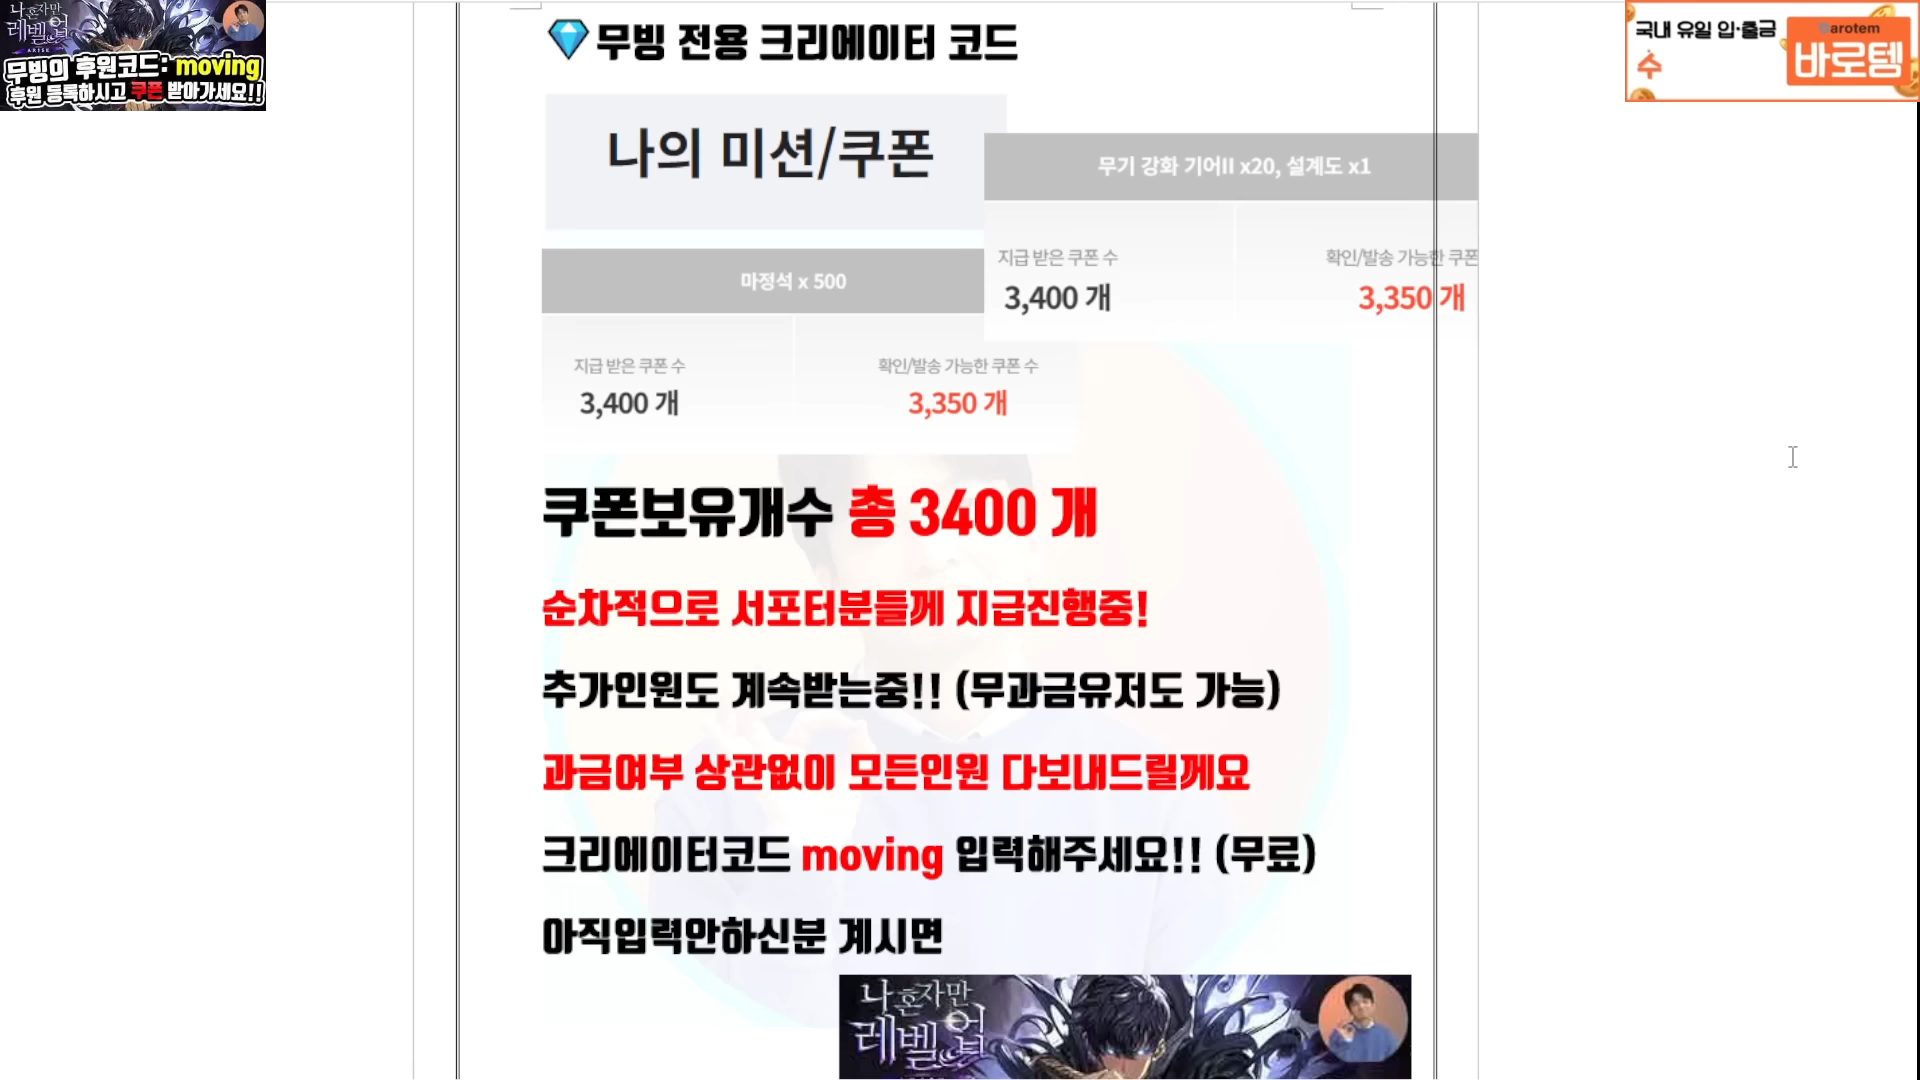 나 혼자만
레벨업
ARISE
무빙의 후원코드: moving
후원 등록하시고 쿠폰 받아가세요!!
국내 유일 입·출금
수
Barotem
바로템
💎무빙 전용 크리에이터 코드
나의 미션/쿠폰
무기 강화 기어II x20, 설계도 x1
지급 받은 쿠폰 수
확인/발송 가능한 쿠폰
3,400 개
3,350 개
마정석 x 500
지급 받은 쿠폰 수
확인/발송 가능한 쿠폰 수
3,400 개
3,350 개
쿠폰보유개수 총 3400 개
순차적으로 서포터분들께 지급진행중!
추가인원도 계속받는중!! (무과금유저도 가능)
과금여부 상관없이 모든인원 다보내드릴께요
크리에이터코드 moving 입력해주세요!! (무료)
아직입력안하신분 계시면
나 혼자만
레벨업